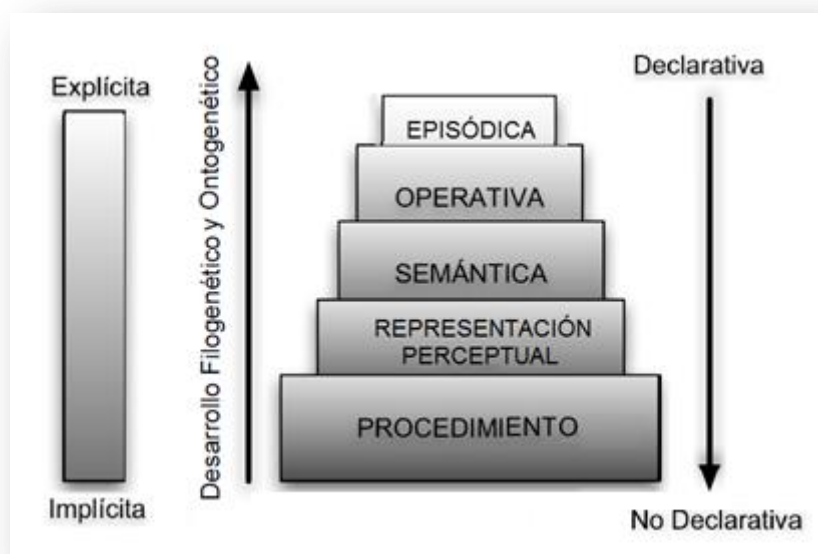 Explícita
Implícita
Desarrollo Filogenético y Ontogenético
EPISÓDICA
OPERATIVA
SEMÁNTICA
REPRESENTACIÓN
PERCEPTUAL
PROCEDIMIENTO
Declarativa
No Declarativa